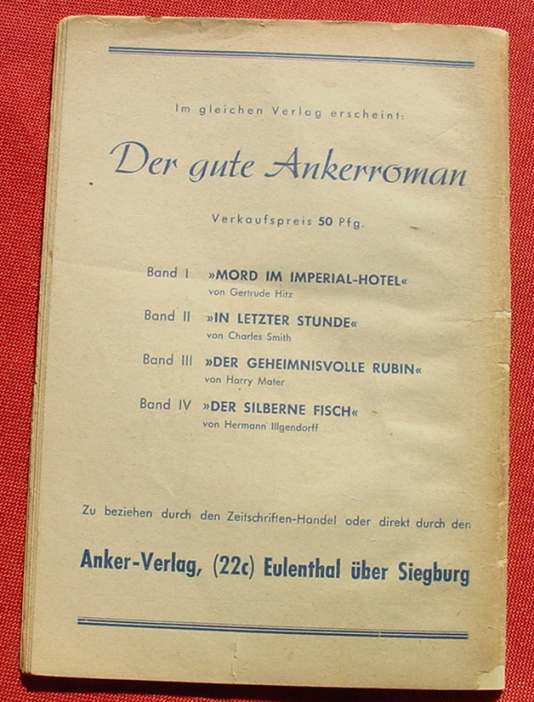 Im gleichen Verlag erscheint:
Der gute Ankerroman
Verkaufspreis 50 Pfg.
Band I »MORD IM IMPERIAL-HOTEL«
von Gertrude Hitz
Band II »IN LETZTER STUNDE«
von Charles Smith
Band III »DER GEHEIMNISVOLLE RUBIN«
von Harry Mater
Band IV »DER SILBERNE FISCH«
von Hermann Illgendorff
Zu beziehen durch den Zeitschriften-Handel oder direkt durch den
Anker-Verlag, (22c) Eulenthal über Siegburg